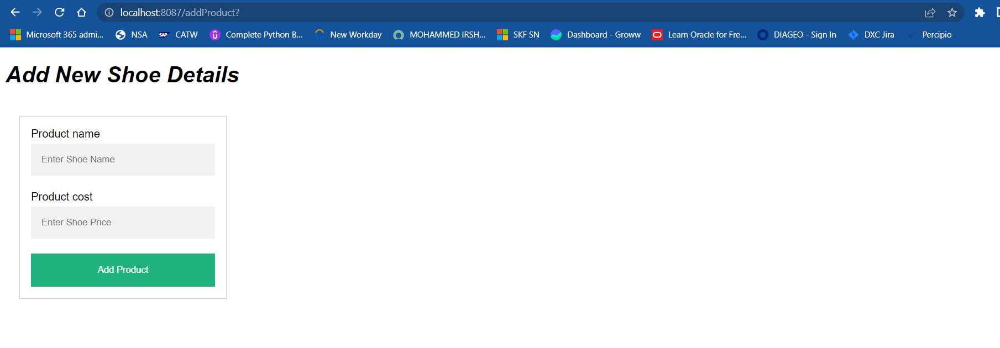 localhost:8087/addProduct?
Microsoft 365 admi... NSA SAP CATW Complete Python B... New Workday MOHAMMED IRSH... SKF SN Dashboard - Groww Learn Oracle for Fre... DIAGEO - Sign In DXC Jira Percipio
Add New Shoe Details
Product name
Enter Shoe Name
Product cost
Enter Shoe Price
Add Product